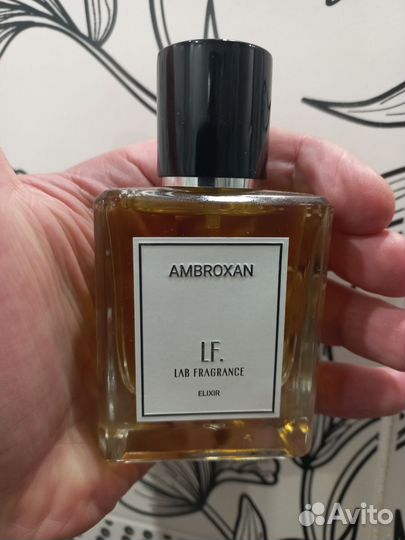 AMBROXAN
LF.
LAB FRAGRANCE
ELIXIR
Avito